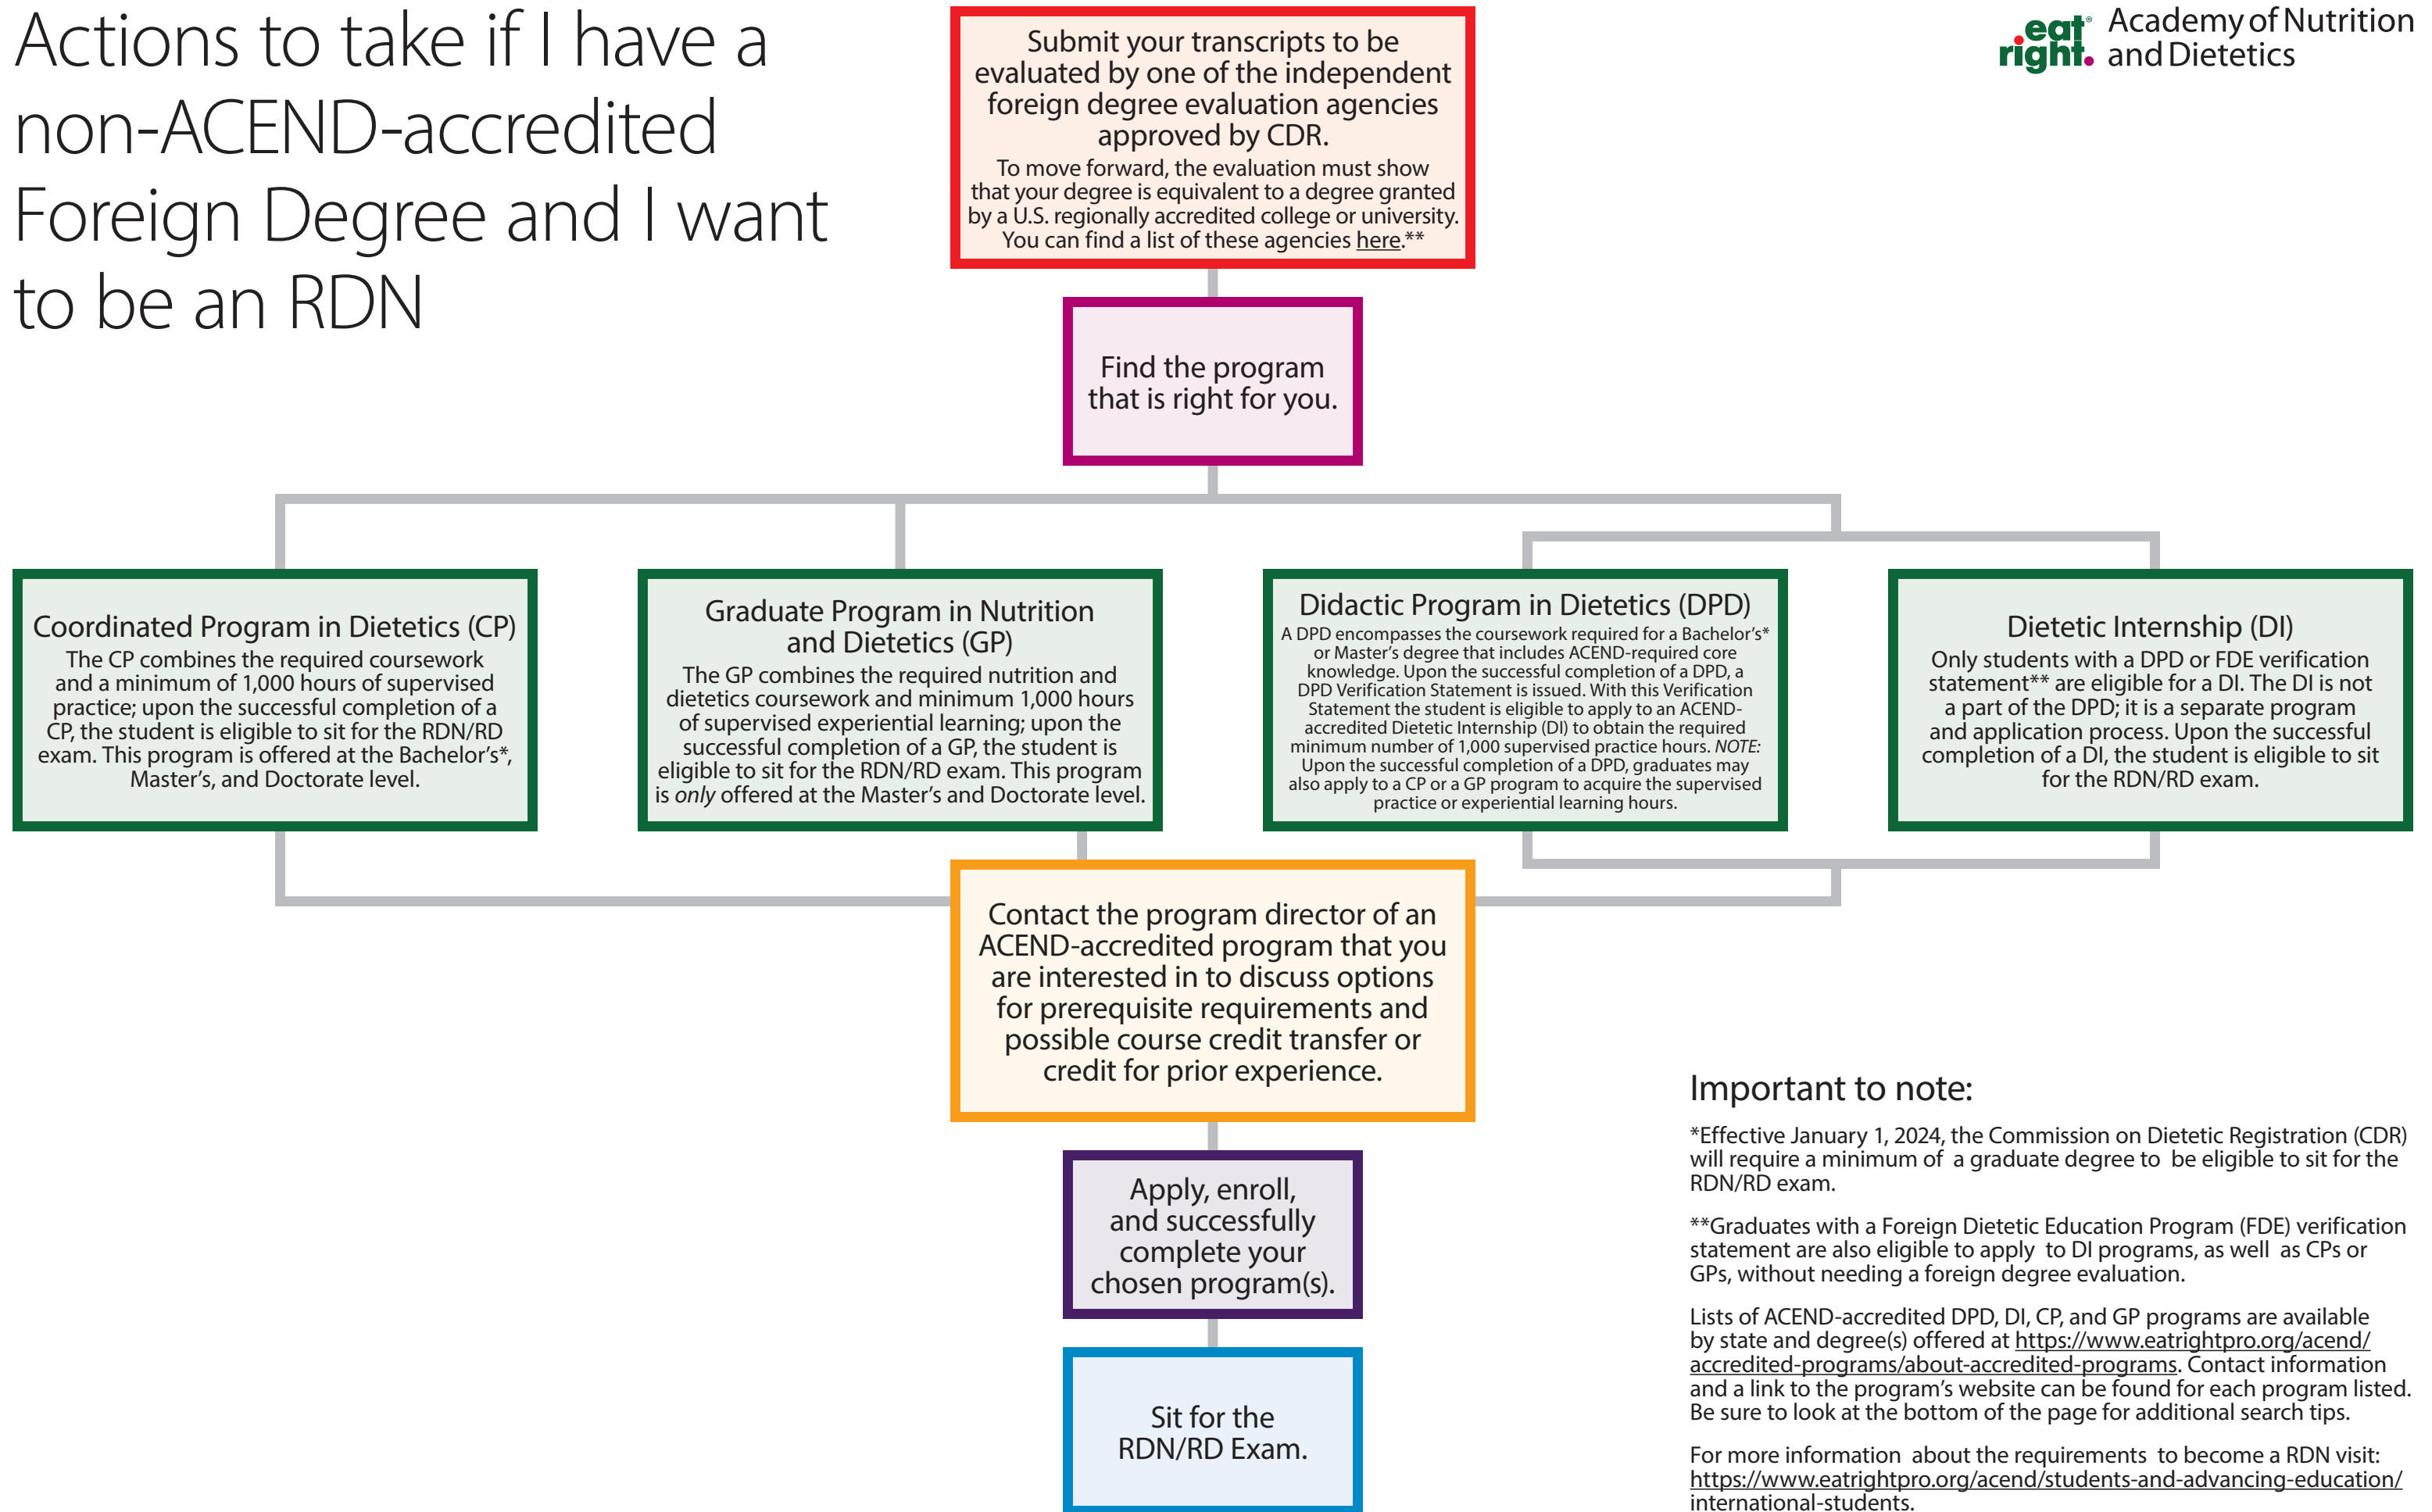 Actions to take if I have a
non-ACEND-accredited
Foreign Degree and I want
to be an RDN
eat®
right.
Academy of Nutrition
and Dietetics
Submit your transcripts to be
evaluated by one of the independent
foreign degree evaluation agencies
approved by CDR.
To move forward, the evaluation must show
that your degree is equivalent to a degree granted
by a U.S. regionally accredited college or university.
You can find a list of these agencies here.**
Find the program
that is right for you.
Coordinated Program in Dietetics (CP)
The CP combines the required coursework
and a minimum of 1,000 hours of supervised
practice; upon the successful completion of a
CP, the student is eligible to sit for the RDN/RD
exam. This program is offered at the Bachelor's*,
Master's, and Doctorate level.
Graduate Program in Nutrition
and Dietetics (GP)
The GP combines the required nutrition and
dietetics coursework and minimum 1,000 hours
of supervised experiential learning; upon the
successful completion of a GP, the student is
eligible to sit for the RDN/RD exam. This program
is only offered at the Master's and Doctorate level.
Didactic Program in Dietetics (DPD)
A DPD encompasses the coursework required for a Bachelor's*
or Master's degree that includes ACEND-required core
knowledge. Upon the successful completion of a DPD, a
DPD Verification Statement is issued. With this Verification
Statement the student is eligible to apply to an ACEND-
accredited Dietetic Internship (DI) to obtain the required
minimum number of 1,000 supervised practice hours. NOTE:
Upon the successful completion of a DPD, graduates may
also apply to a CP or a GP program to acquire the supervised
practice or experiential learning hours.
Dietetic Internship (DI)
Only students with a DPD or FDE verification
statement** are eligible for a DI. The DI is not
a part of the DPD; it is a separate program
and application process. Upon the successful
completion of a DI, the student is eligible to sit
for the RDN/RD exam.
Contact the program director of an
ACEND-accredited program that you
are interested in to discuss options
for prerequisite requirements and
possible course credit transfer or
credit for prior experience.
Apply, enroll,
and successfully
complete your
chosen program(s).
Sit for the
RDN/RD Exam.
Important to note:
*Effective January 1, 2024, the Commission on Dietetic Registration (CDR)
will require a minimum of a graduate degree to be eligible to sit for the
RDN/RD exam.
**Graduates with a Foreign Dietetic Education Program (FDE) verification
statement are also eligible to apply to DI programs, as well as CPs or
GPs, without needing a foreign degree evaluation.
Lists of ACEND-accredited DPD, DI, CP, and GP programs are available
by state and degree(s) offered at https://www.eatrightpro.org/acend/
accredited-programs/about-accredited-programs. Contact information
and a link to the program's website can be found for each program listed.
Be sure to look at the bottom of the page for additional search tips.
For more information about the requirements to become a RDN visit:
https://www.eatrightpro.org/acend/students-and-advancing-education/
international-students.